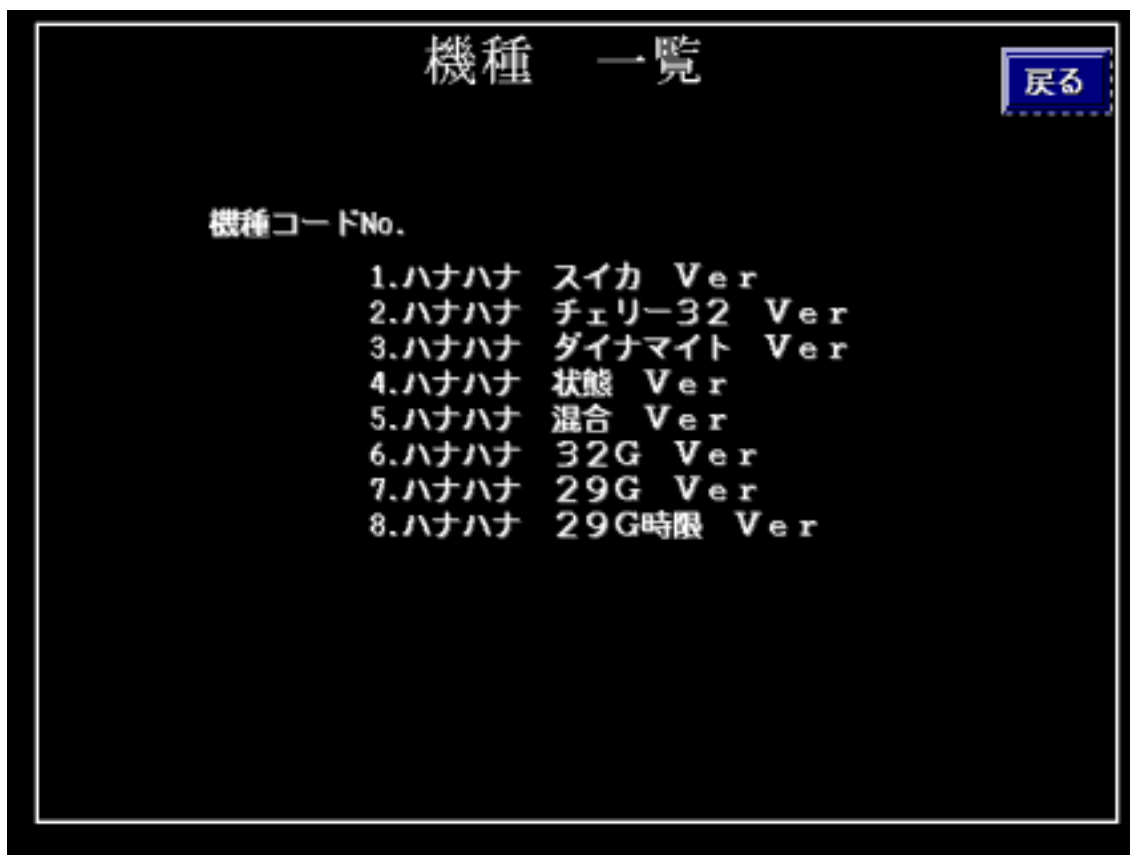 機種　一覧
戻る
機種コードNo.
1.ハナハナ　スイカ　Ｖｅｒ
2.ハナハナ　チェリー３２　Ｖｅｒ
3.ハナハナ　ダイナマイト　Ｖｅｒ
4.ハナハナ　状態　Ｖｅｒ
5.ハナハナ　混合　Ｖｅｒ
6.ハナハナ　３２Ｇ　Ｖｅｒ
7.ハナハナ　２９Ｇ　Ｖｅｒ
8.ハナハナ　２９Ｇ時限　Ｖｅｒ